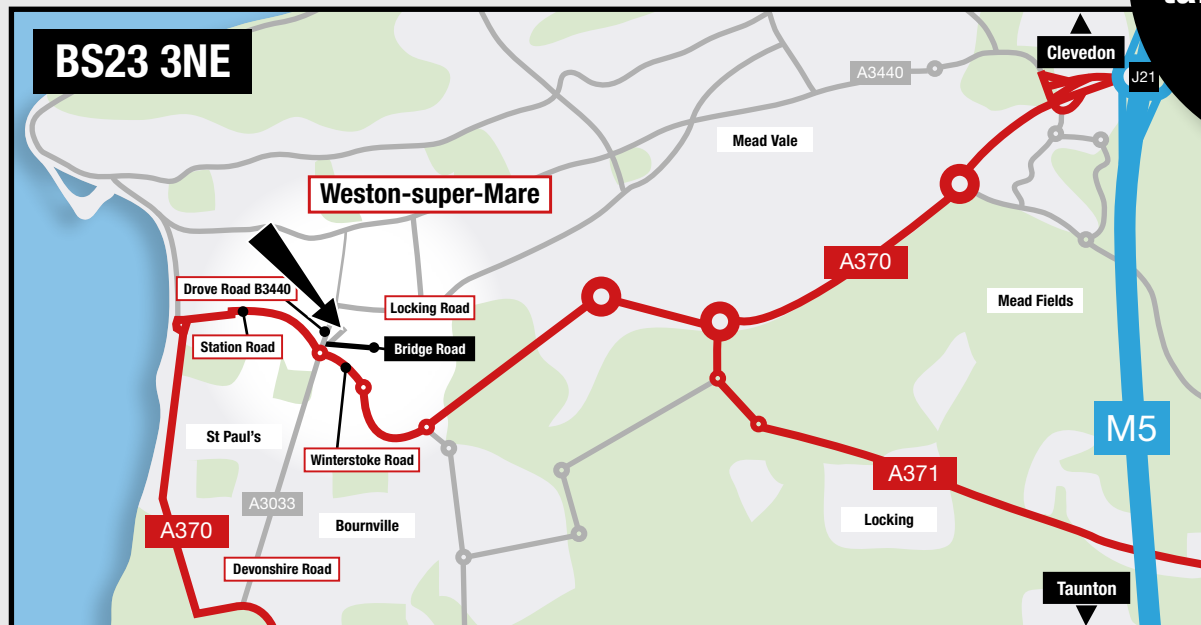 BS23 3NE
Clevedon
J21
A3440
Mead Vale
Weston-super-Mare
A370
Drove Road B3440
Locking Road
Mead Fields
Station Road
Bridge Road
M5
St Paul's
Winterstoke Road
A371
A3033
Locking
A370
Bournville
Devonshire Road
Taunton